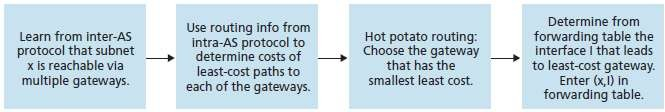 Learn from inter-AS
protocol that subnet
x is reachable via
multiple gateways.
Use routing info from
intra-AS protocol to
determine costs of
least-cost paths to
each of the gateways.
Hot potato routing:
Choose the gateway
that has the
smallest least cost.
Determine from
forwarding table the
interface I that leads
to least-cost gateway.
Enter (x,I) in
forwarding table.